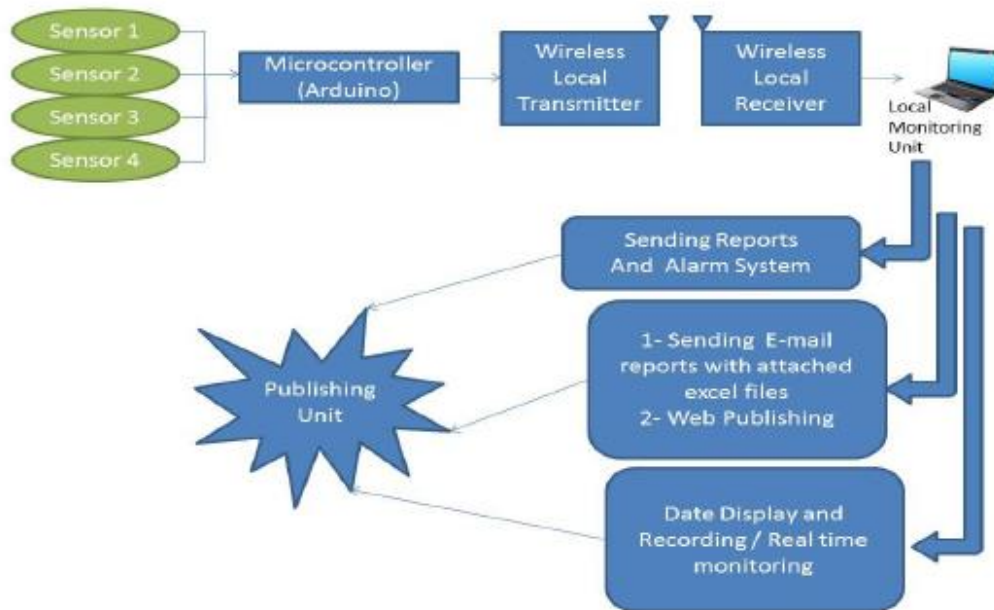 Sensor 1
Sensor 2
Sensor 3
Sensor 4
Microcontroller
(Arduino)
Wireless
Local
Transmitter
Wireless
Local
Receiver
Local
Monitoring
Unit
Sending Reports
And Alarm System
1- Sending E-mail
reports with attached
excel files
2- Web Publishing
Publishing
Unit
Date Display and
Recording / Real time
monitoring